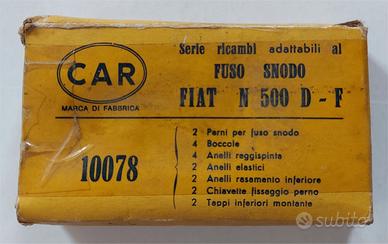 Serie ricambi adattabili al
FUSO SNODO
FIAT N 500 D - F
CAR
MARCA DI FABBRICA
10078
2 Perni per fuso snodo
4 Boccole
4 Anelli reggispinta
2 Anelli elastici
2 Anelli rasamento inferiore
2 Chiavette fissaggio perno
2 Tappi inferiori montante
subito